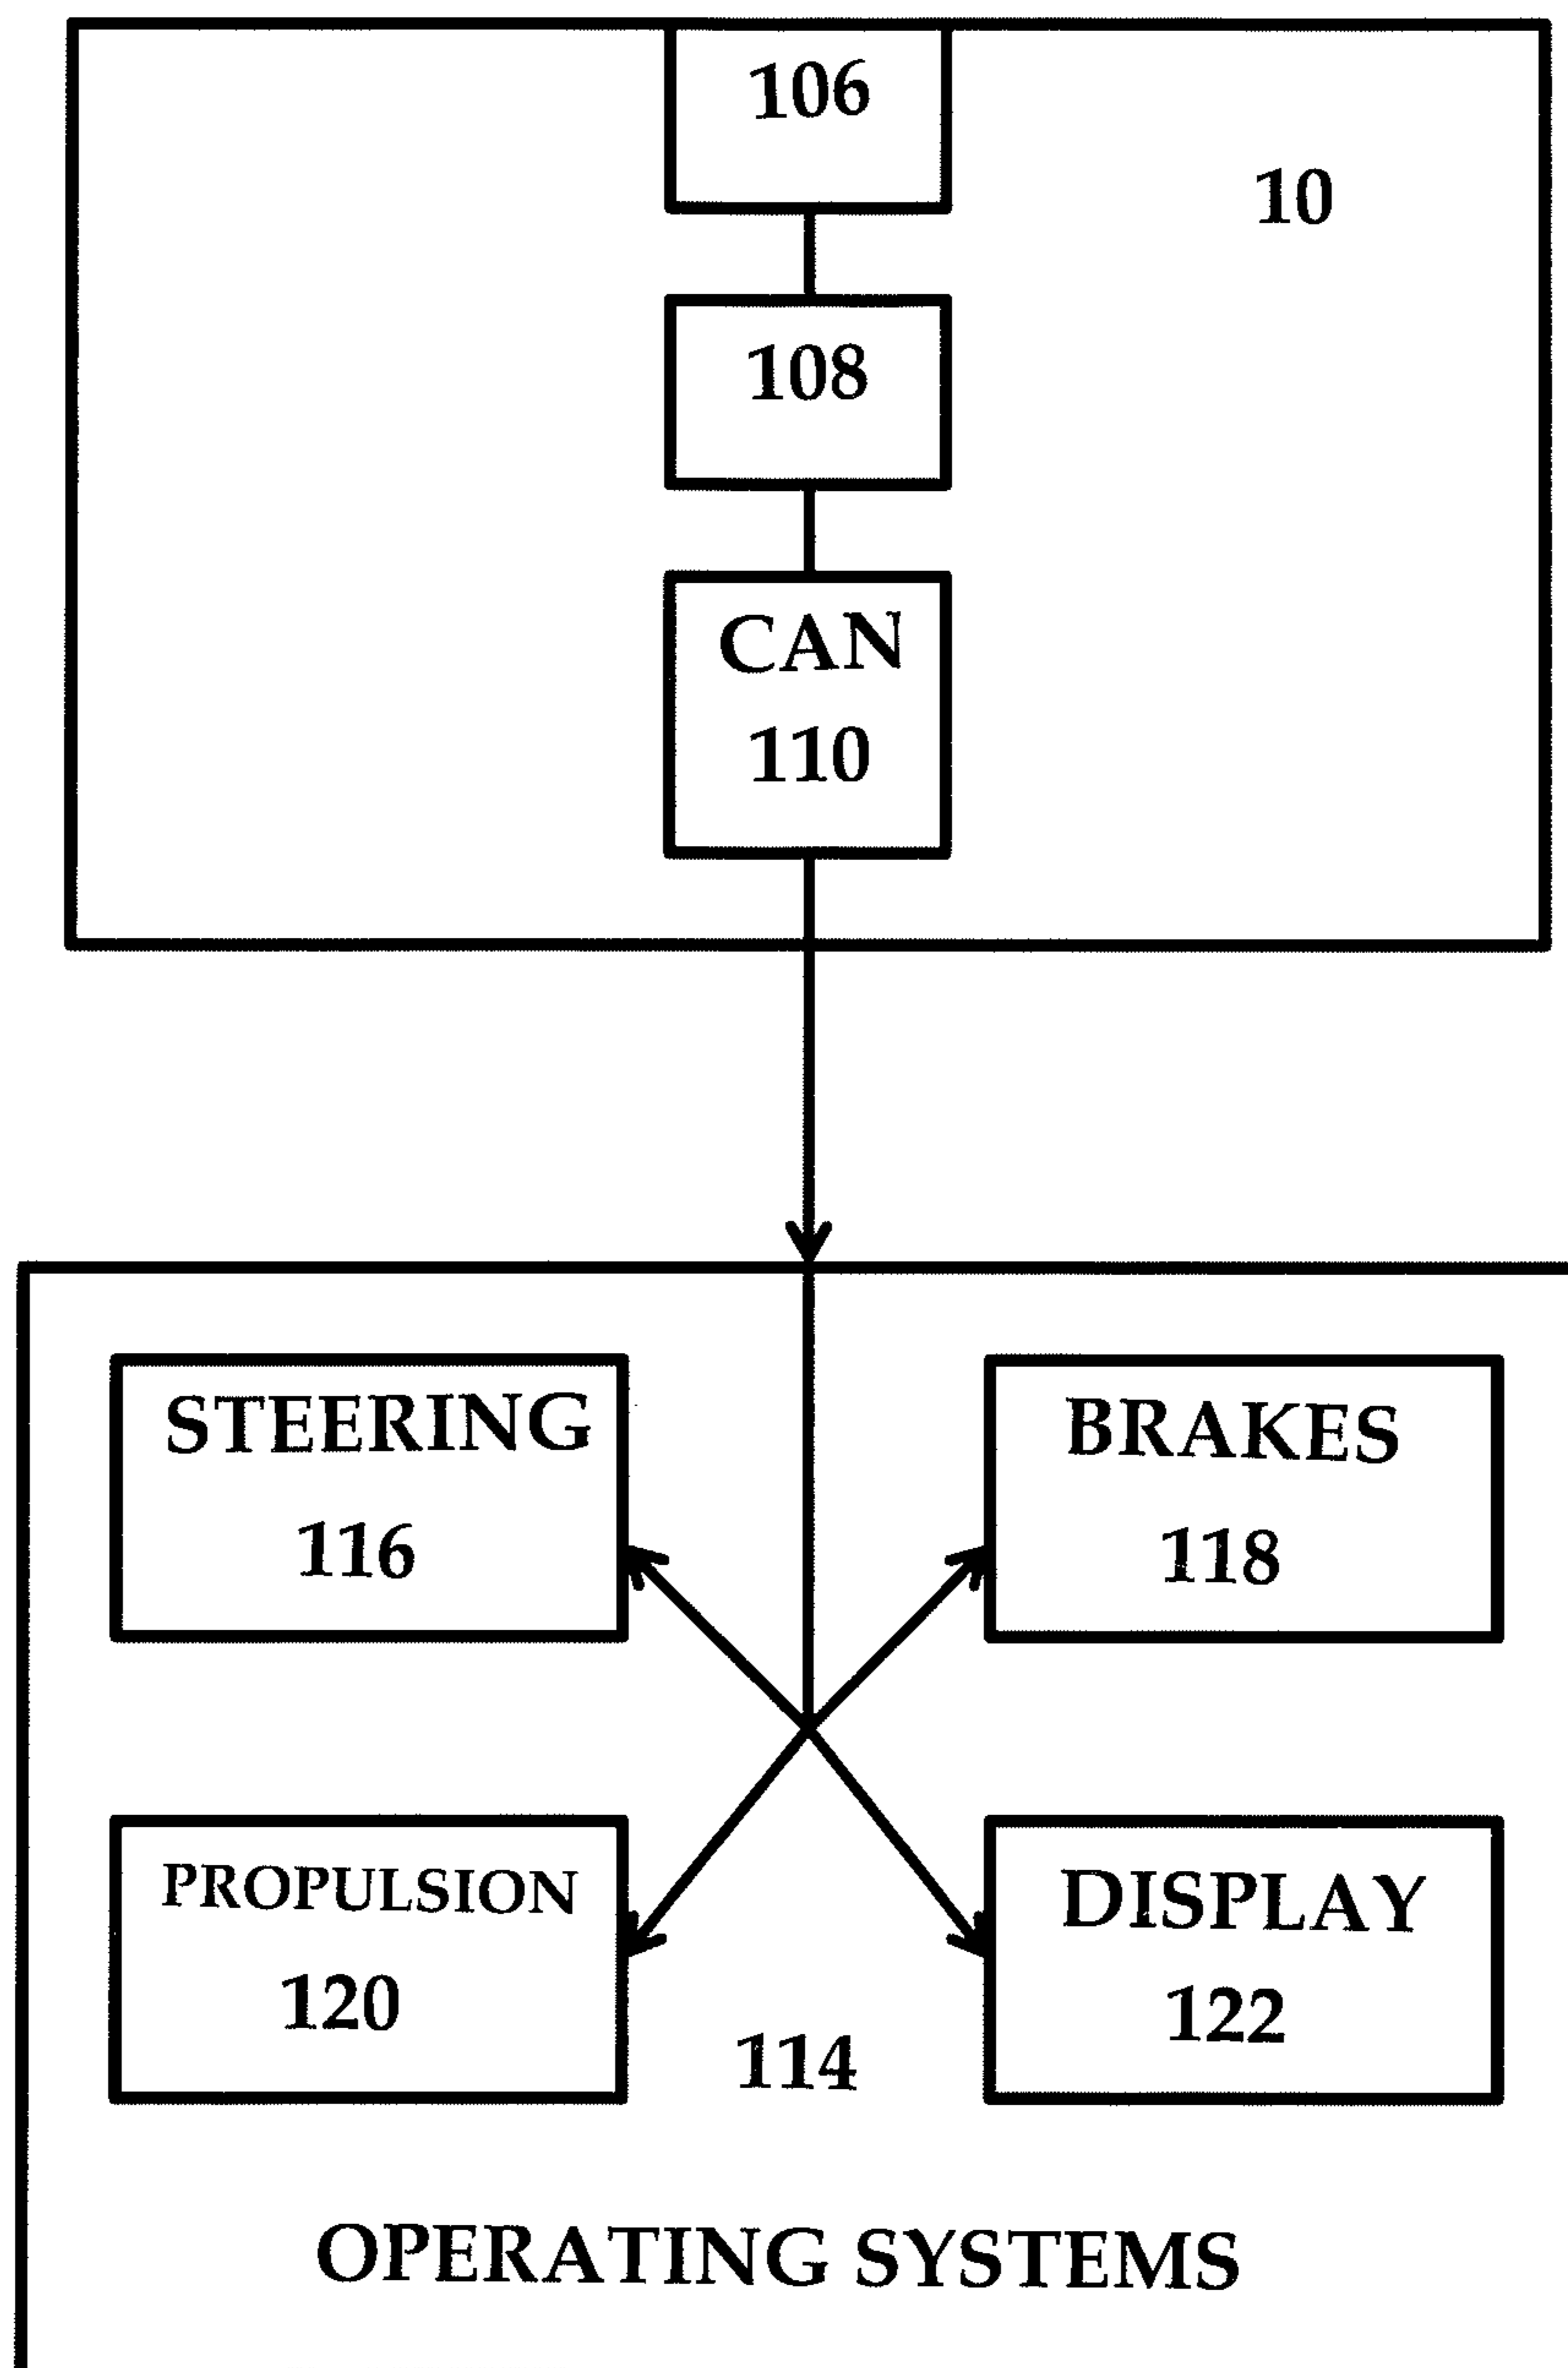 106
10
108
CAN
110
STEERING
116
BRAKES
118
PROPULSION
120
DISPLAY
122
114
OPERATING SYSTEMS